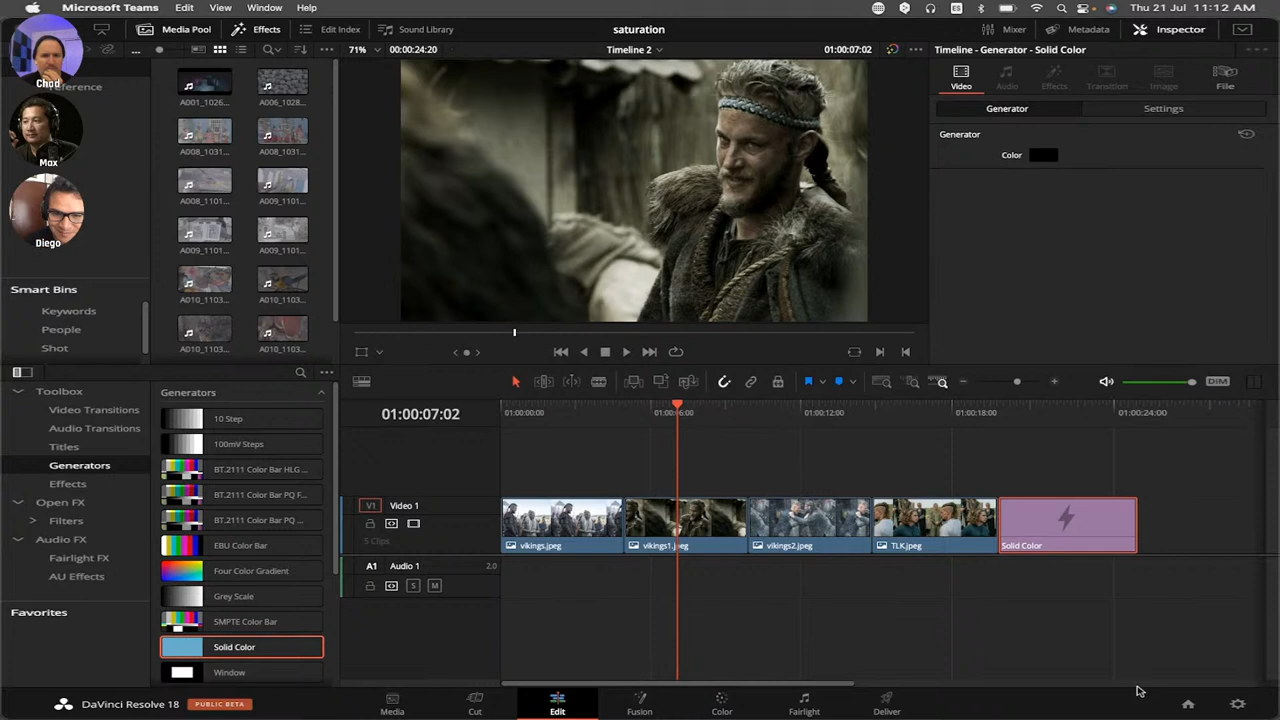 Microsoft Teams Edit View Window Help
ES
Thu 21 Jul 11:12 AM
Media Pool Effects Edit Index Sound Library
saturation
Mixer Metadata Inspector
71% 00:00:24:20
Timeline 2
01:00:07:02
Timeline - Generator - Solid Color
Chad
Max
Diego
A001_1026... A006_1028...
A008_1031... A008_1031...
A008_1101... A009_1101...
A009_1101... A009_1101...
A010_1103... A010_1103...
A010_1103... A010_1103...
Video Audio Effects Transition Image File
Generator Settings
Generator
Color
Smart Bins
Keywords
People
Shot
Toolbox
Video Transitions
Audio Transitions
Titles
Generators
Effects
Open FX
Filters
Audio FX
Fairlight FX
AU Effects
Favorites
Generators
10 Step
100mV Steps
BT.2111 Color Bar HLG ...
BT.2111 Color Bar PQ F...
BT.2111 Color Bar PQ ...
EBU Color Bar
Four Color Gradient
Grey Scale
SMPTE Color Bar
Solid Color
Window
DIM
01:00:07:02
01:00:00:00 01:00:06:00 01:00:12:00 01:00:18:00 01:00:24:00
V1 Video 1
5 Clips
vikings.jpeg vikings1.jpeg vikings2.jpeg TLK.jpeg Solid Color
A1 Audio 1 2.0
S M
DaVinci Resolve 18 PUBLIC BETA
Media Cut Edit Fusion Color Fairlight Deliver